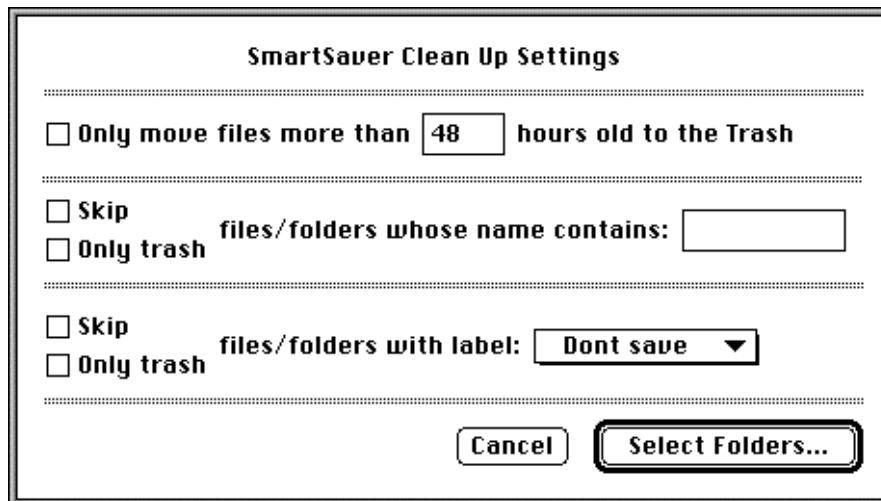 SmartSaver Clean Up Settings
Only move files more than 48 hours old to the Trash
Skip
Only trash
files/folders whose name contains:
Skip
Only trash
files/folders with label: Dont save
Cancel Select Folders...